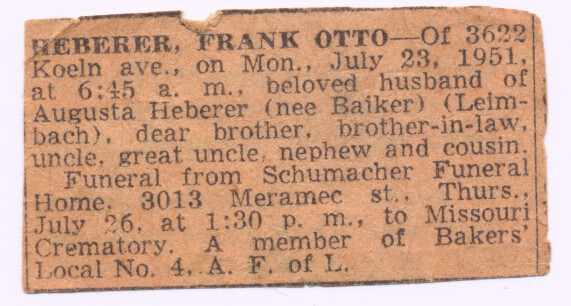 HEBERER, FRANK OTTO—Of 3622
Koeln ave., on Mon., July 23, 1951,
at 6:45 a. m., beloved husband of
Augusta Heberer (nee Baiker) (Leim-
bach), dear brother, brother-in-law,
uncle, great uncle, nephew and cousin.
Funeral from Schumacher Funeral
Home. 3013 Meramec st., Thurs.,
July 26, at 1:30 p. m., to Missouri
Crematory. A member of Bakers'
Local No. 4, A. F. of L.